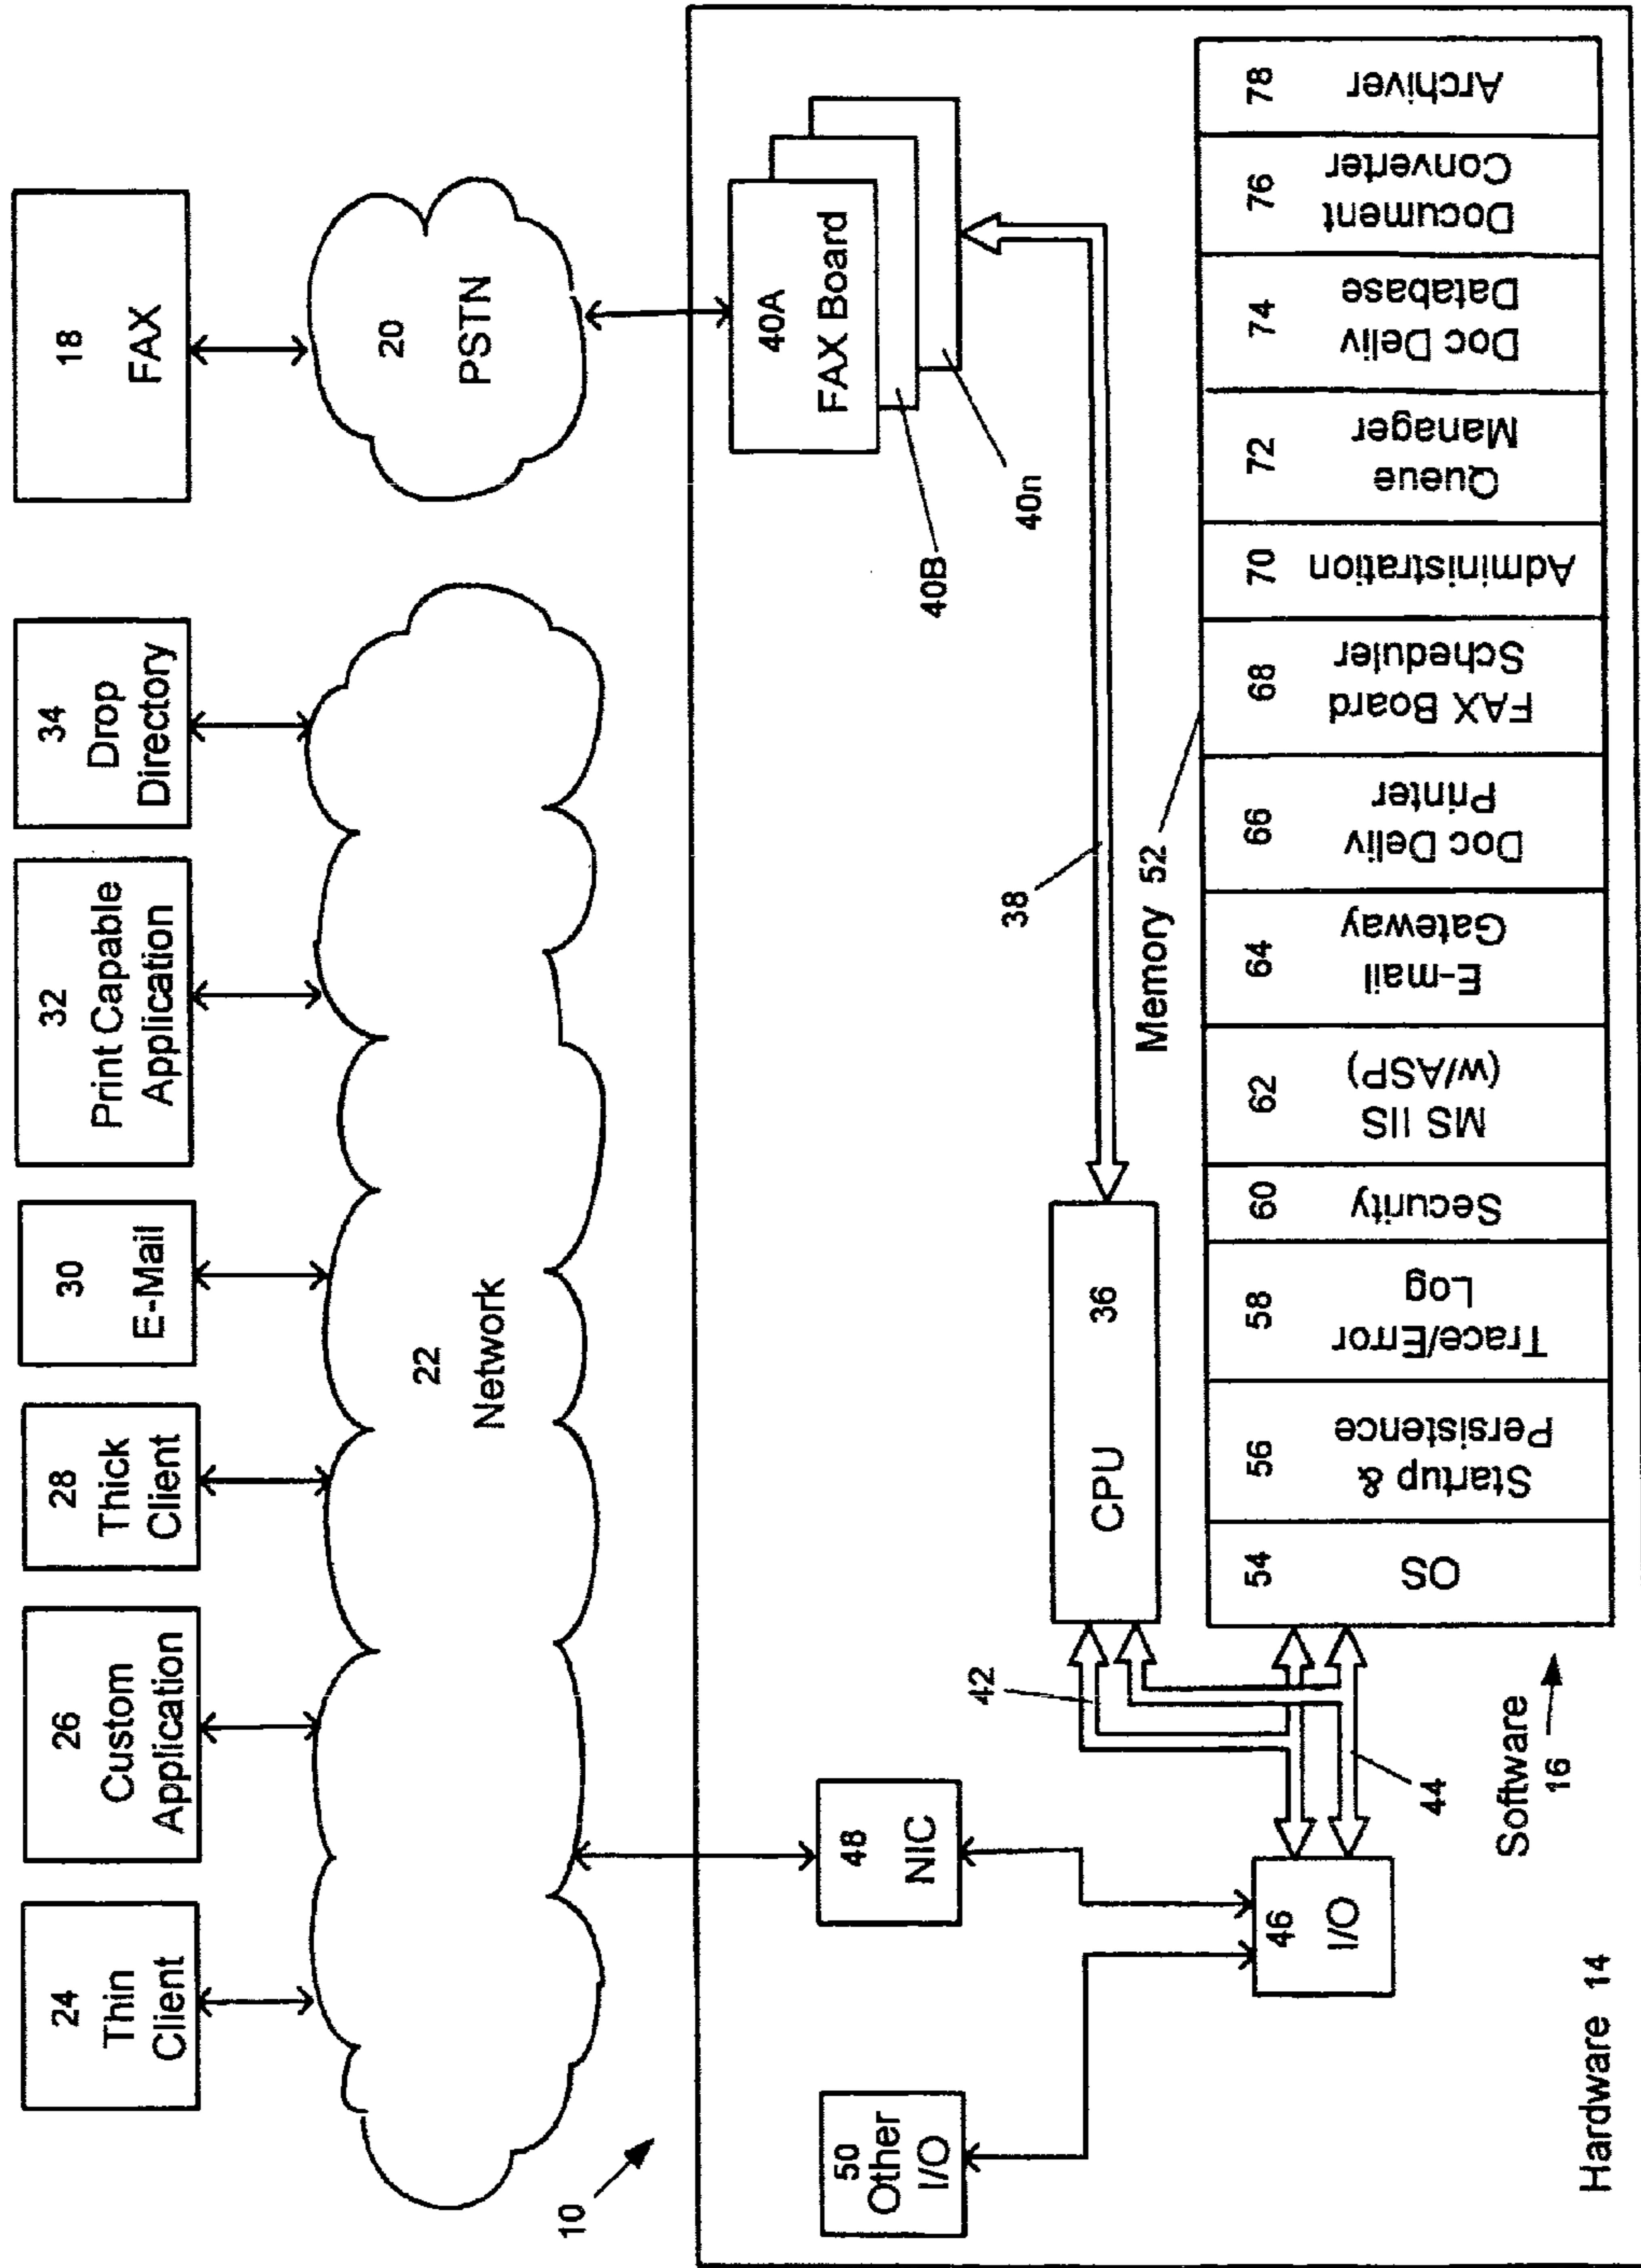 24
Thin
Client
26
Custom
Application
28
Thick
Client
30
E-Mail
32
Print Capable
Application
34
Drop
Directory
18
FAX
22
Network
20
PSTN
10
50
Other
I/O
48
NIC
40A
FAX Board
40B
40n
42
CPU 36
38
46
I/O
44
Memory 52
Software
16
Hardware 14
54
OS
56
Startup &
Persistence
58
Trace/Error
Log
60
Security
62
MS IIS
(w/ASP)
64
E-mail
Gateway
66
Doc Deliv
Printer
68
FAX Board
Scheduler
70
Administration
72
Queue
Manager
74
Doc Deliv
Database
76
Document
Converter
78
Archiver